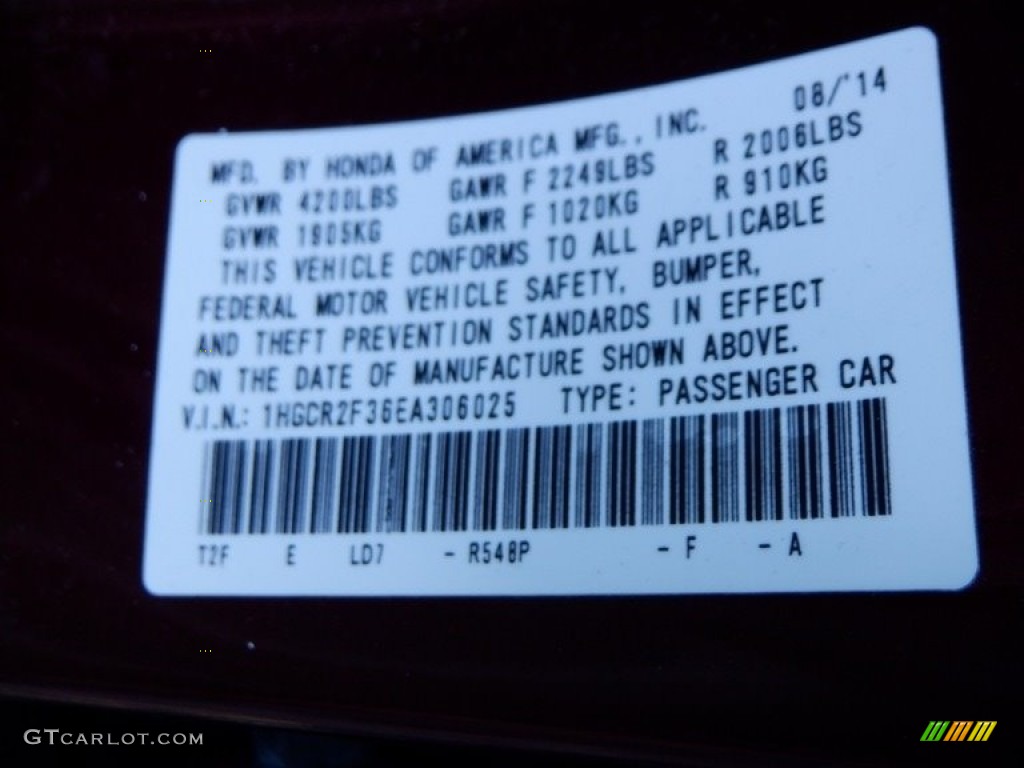 08/'14
MFD. BY HONDA OF AMERICA MFG., INC.
GVWR 4200LBS GAWR F 2249LBS R 2006LBS
GVWR 1905KG GAWR F 1020KG R 910KG
THIS VEHICLE CONFORMS TO ALL APPLICABLE
FEDERAL MOTOR VEHICLE SAFETY, BUMPER,
AND THEFT PREVENTION STANDARDS IN EFFECT
ON THE DATE OF MANUFACTURE SHOWN ABOVE.
V.I.N.: 1HGCR2F36EA306025 TYPE: PASSENGER CAR
T2F E LD7 - R548P - F - A
GTCARLOT.COM